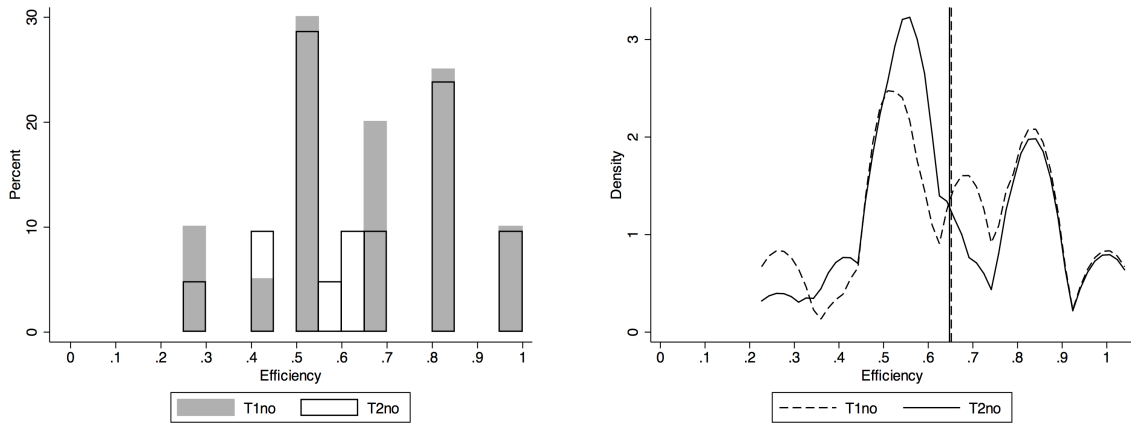 Percent
30
20
10
0
0 .1 .2 .3 .4 .5 .6 .7 .8 .9 1
Efficiency
T1no T2no
Density
3
2
1
0
0 .1 .2 .3 .4 .5 .6 .7 .8 .9 1
Efficiency
T1no T2no